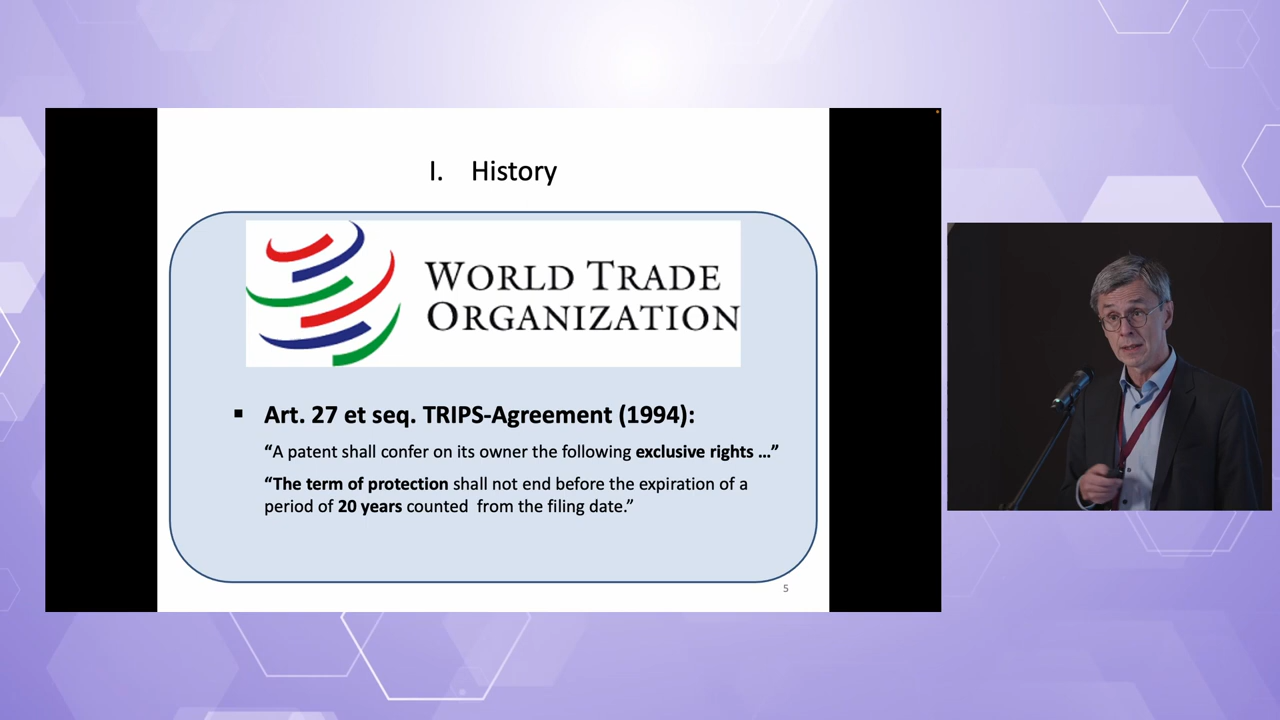 I. History
WORLD TRADE
ORGANIZATION
▪ Art. 27 et seq. TRIPS-Agreement (1994):
“A patent shall confer on its owner the following exclusive rights …”
“The term of protection shall not end before the expiration of a
period of 20 years counted from the filing date.”
5